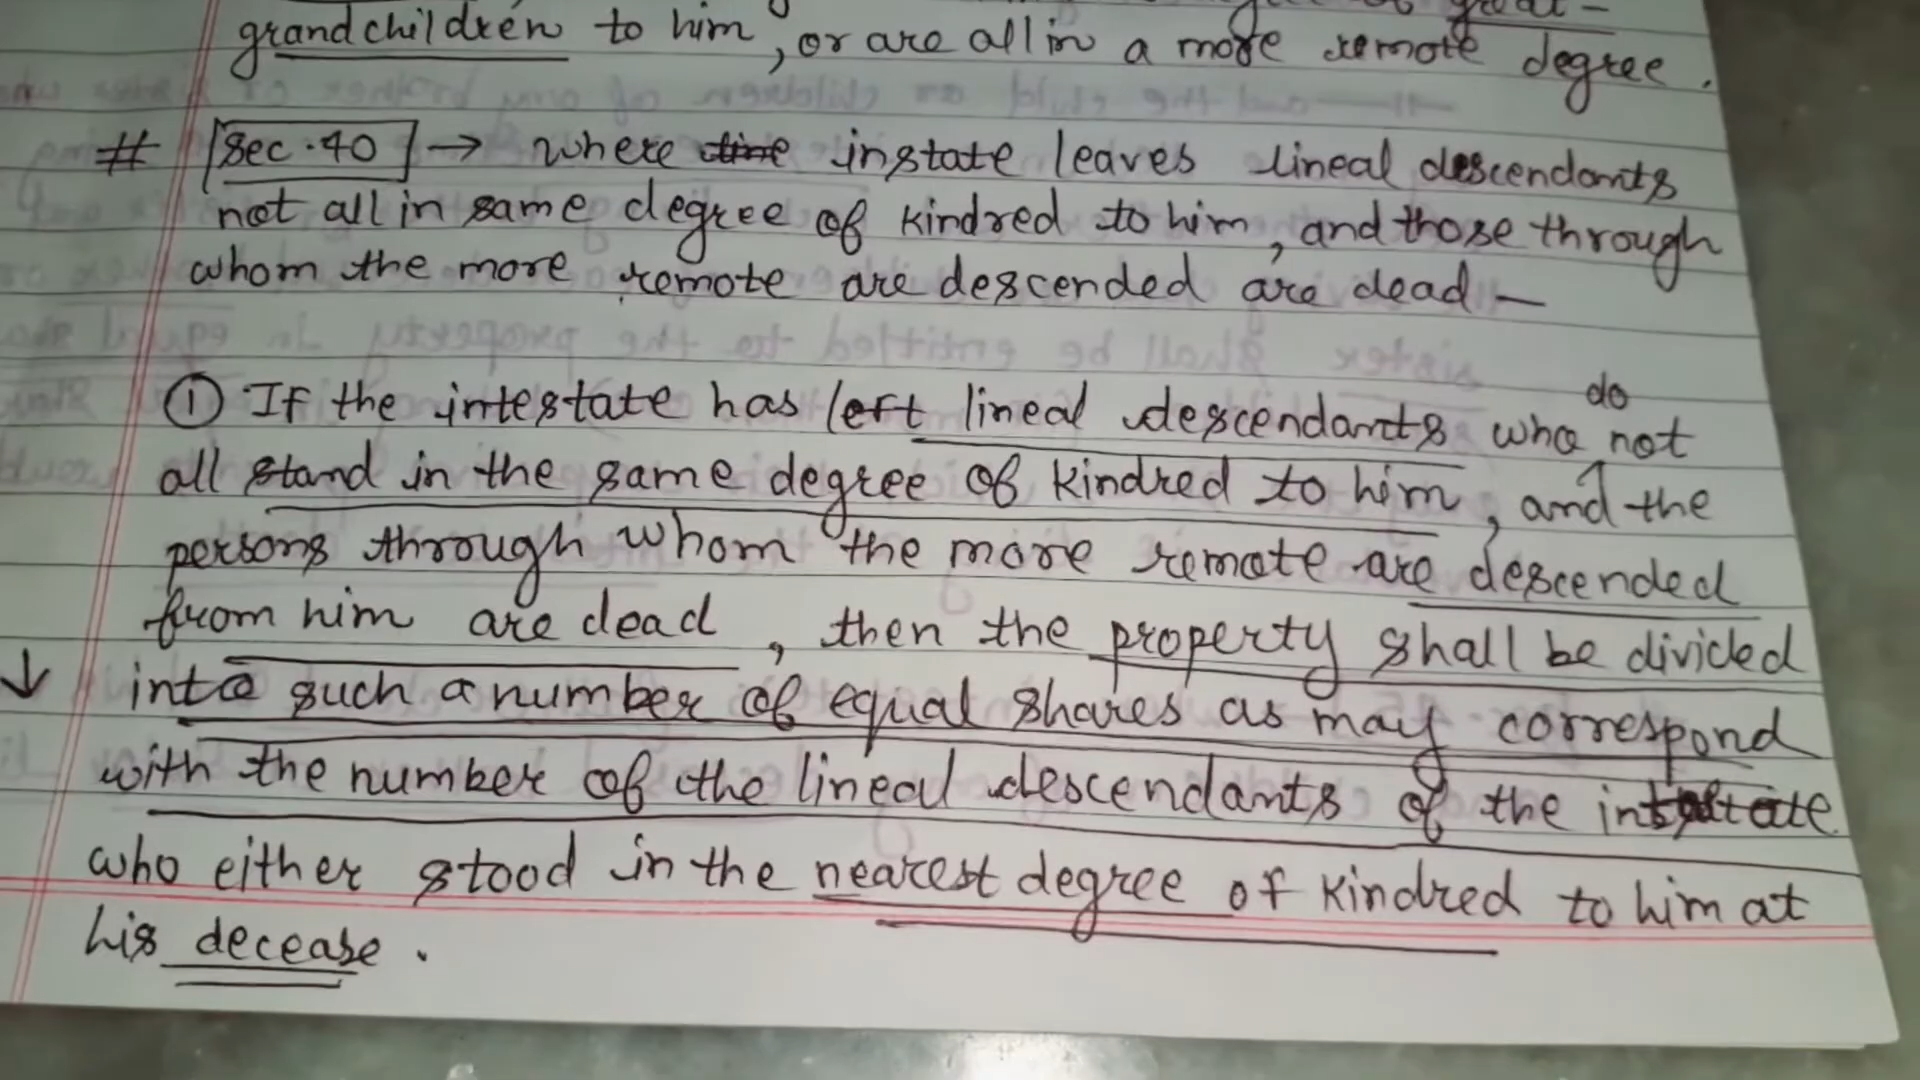 great-
grandchildren to him, or are all in a more remote degree.
# Sec. 40 → where instate leaves lineal descendants
not all in same degree of kindred to him, and those through
whom the more remote are descended are dead -
① If the intestate has left lineal descendants who do not
all stand in the same degree of kindred to him, and the
persons through whom the more remote are descended
from him are dead, then the property shall be divided
↓ into such a number of equal shares as may correspond
with the number of the lineal descendants of the intstate
who either stood in the nearest degree of kindred to him at
his decease.